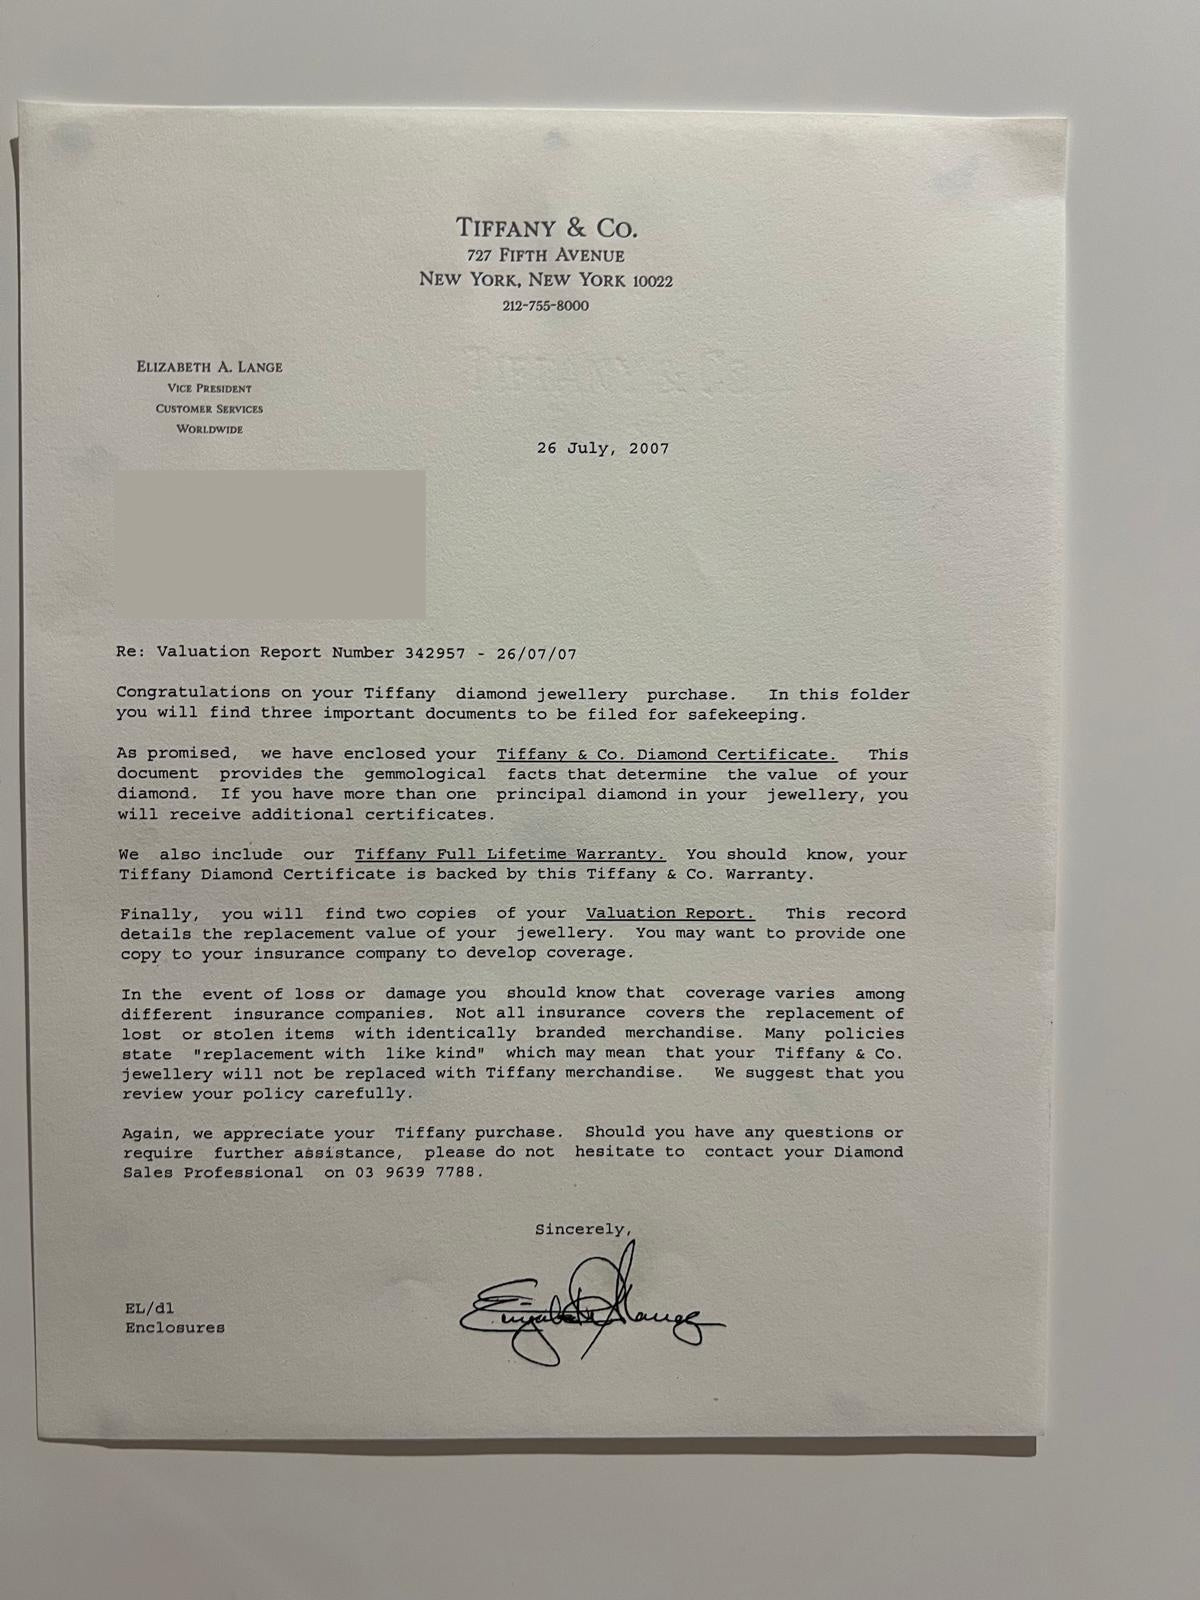 TIFFANY & CO.
727 FIFTH AVENUE
NEW YORK, NEW YORK 10022
212-755-8000
ELIZABETH A. LANGE
VICE PRESIDENT
CUSTOMER SERVICES
WORLDWIDE
26 July, 2007
Re: Valuation Report Number 342957 - 26/07/07
Congratulations on your Tiffany diamond jewellery purchase. In this folder
you will find three important documents to be filed for safekeeping.
As promised, we have enclosed your Tiffany & Co. Diamond Certificate. This
document provides the gemmological facts that determine the value of your
diamond. If you have more than one principal diamond in your jewellery, you
will receive additional certificates.
We also include our Tiffany Full Lifetime Warranty. You should know, your
Tiffany Diamond Certificate is backed by this Tiffany & Co. Warranty.
Finally, you will find two copies of your Valuation Report. This record
details the replacement value of your jewellery. You may want to provide one
copy to your insurance company to develop coverage.
In the event of loss or damage you should know that coverage varies among
different insurance companies. Not all insurance covers the replacement of
lost or stolen items with identically branded merchandise. Many policies
state "replacement with like kind" which may mean that your Tiffany & Co.
jewellery will not be replaced with Tiffany merchandise. We suggest that you
review your policy carefully.
Again, we appreciate your Tiffany purchase. Should you have any questions or
require further assistance, please do not hesitate to contact your Diamond
Sales Professional on 03 9639 7788.
Sincerely,
Elizabeth A Lange
EL/dl
Enclosures